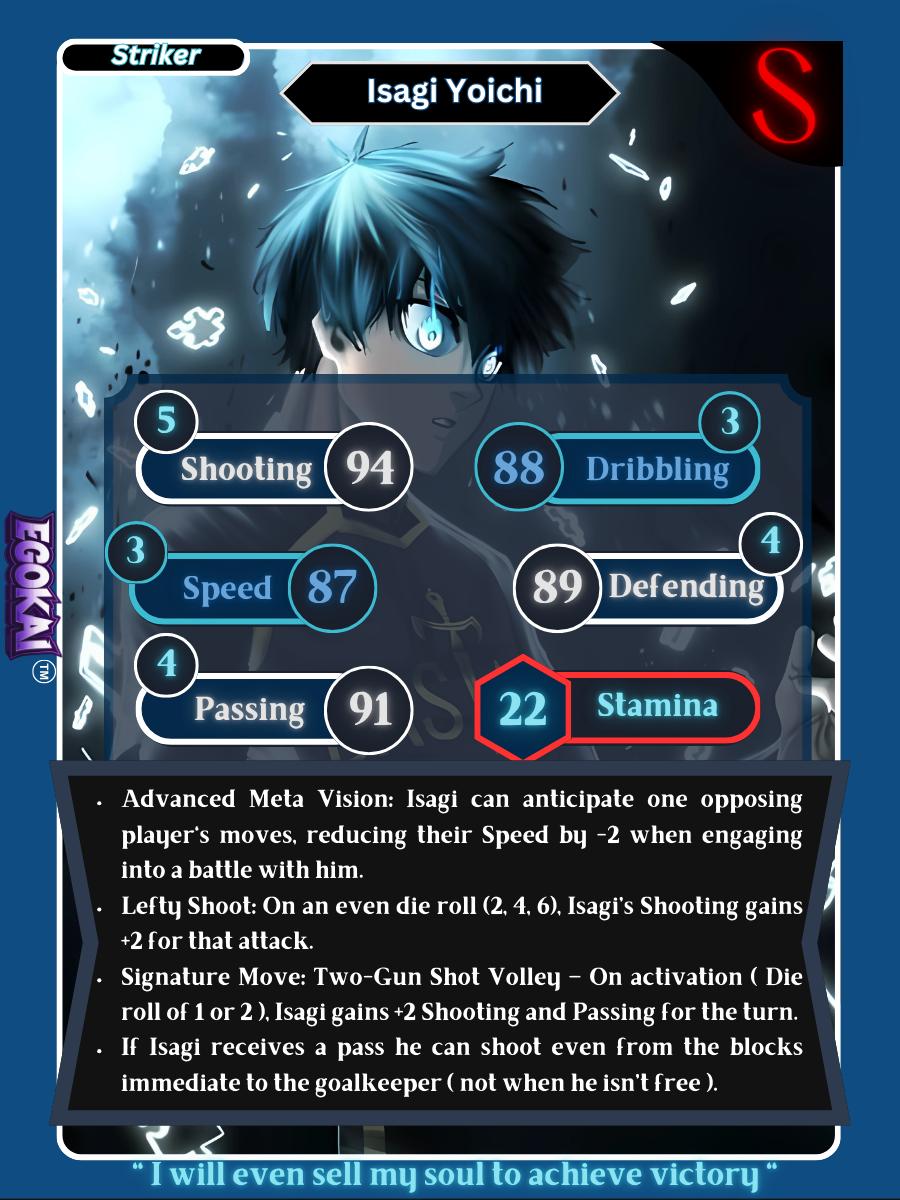 Striker
Isagi Yoichi
S
5
Shooting 94
3
88 Dribbling
3
Speed 87
4
89 Defending
4
Passing 91
22 Stamina
EGOKAI
TM
• Advanced Meta Vision: Isagi can anticipate one opposing
player's moves, reducing their Speed by -2 when engaging
into a battle with him.
• Lefty Shoot: On an even die roll (2, 4, 6), Isagi's Shooting gains
+2 for that attack.
• Signature Move: Two-Gun Shot Volley – On activation ( Die
roll of 1 or 2 ), Isagi gains +2 Shooting and Passing for the turn.
• If Isagi receives a pass he can shoot even from the blocks
immediate to the goalkeeper ( not when he isn't free ).
“ I will even sell my soul to achieve victory “